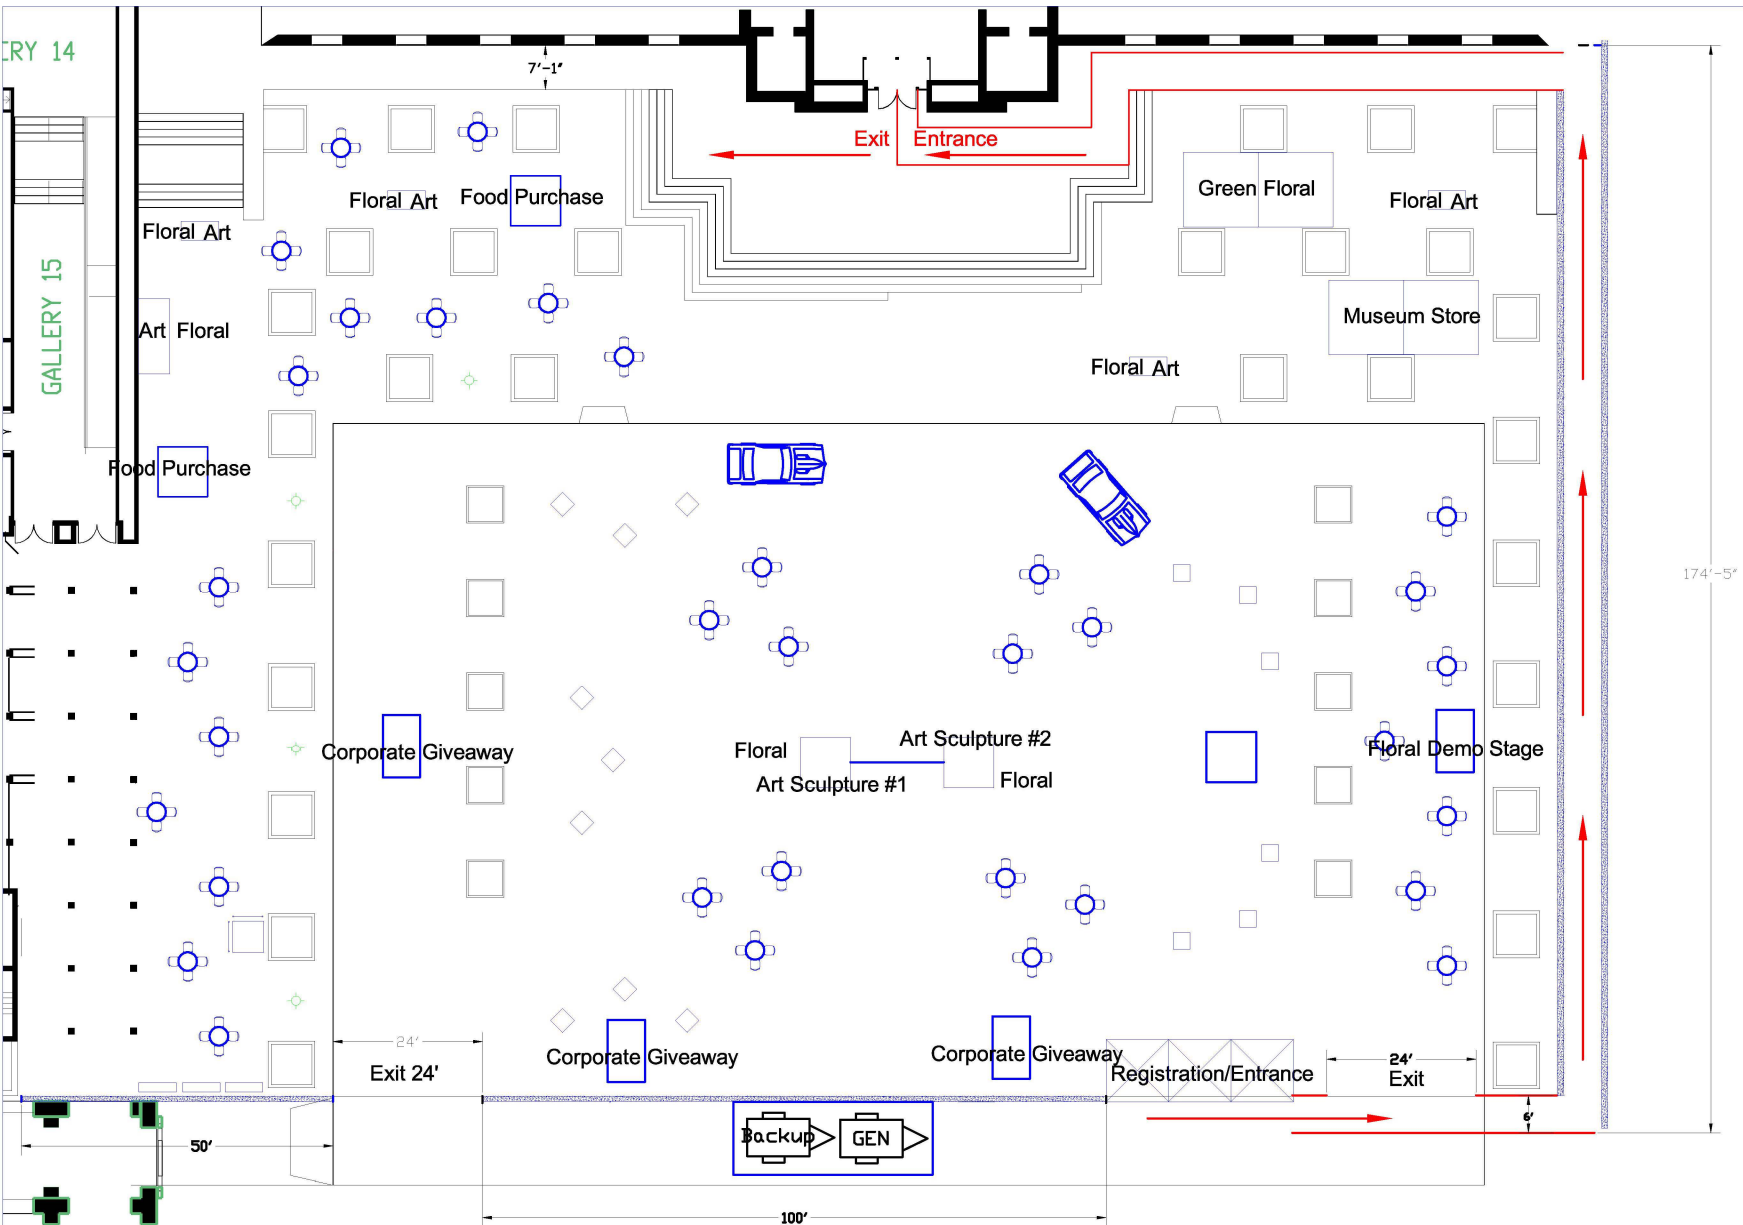 ERY 14
7'-1"
Exit Entrance
Floral Art
Food Purchase
Green Floral
Floral Art
Floral Art
GALLERY 15
Art Floral
Museum Store
Floral Art
Food Purchase
174'-5"
Corporate Giveaway
Floral
Art Sculpture #2
Art Sculpture #1
Floral
Floral Demo Stage
24'
Exit 24'
Corporate Giveaway
Corporate Giveaway
Registration/Entrance
24'
Exit
6'
50'
Backup
GEN
100'